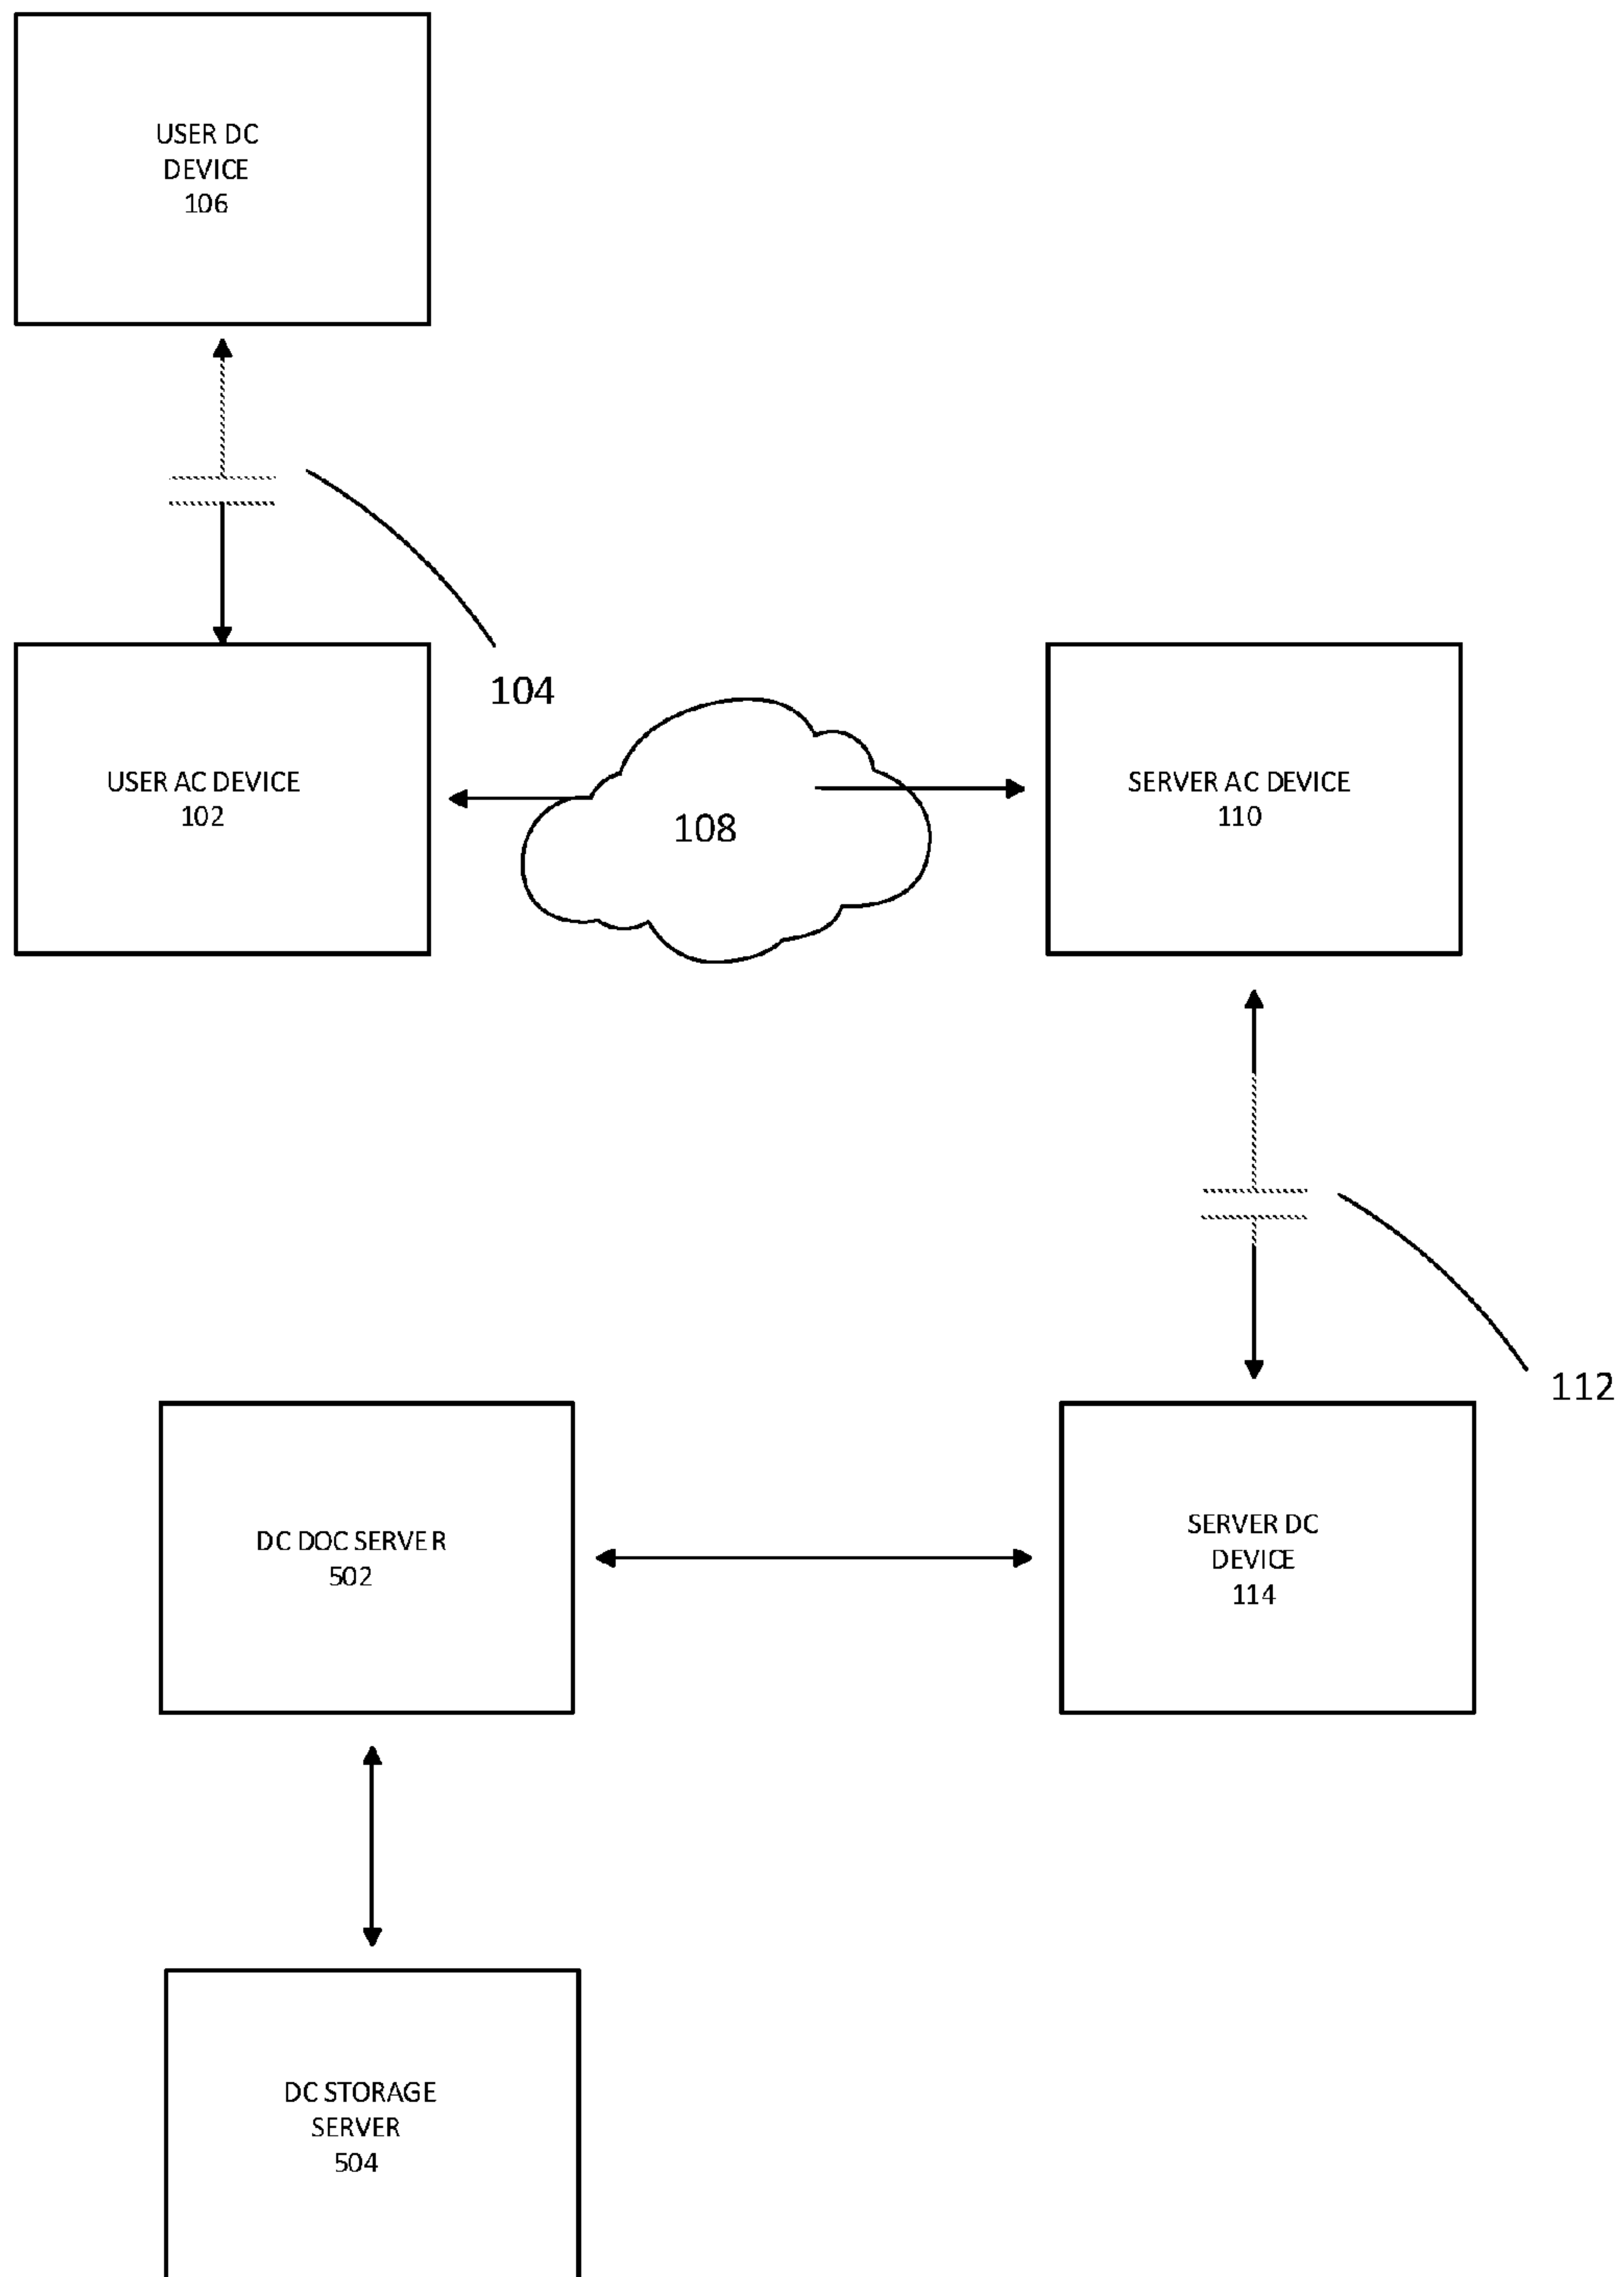 USER DC
DEVICE
106
104
USER AC DEVICE
102
108
SERVER AC DEVICE
110
112
DC DOC SERVER
502
SERVER DC
DEVICE
114
DC STORAGE
SERVER
504